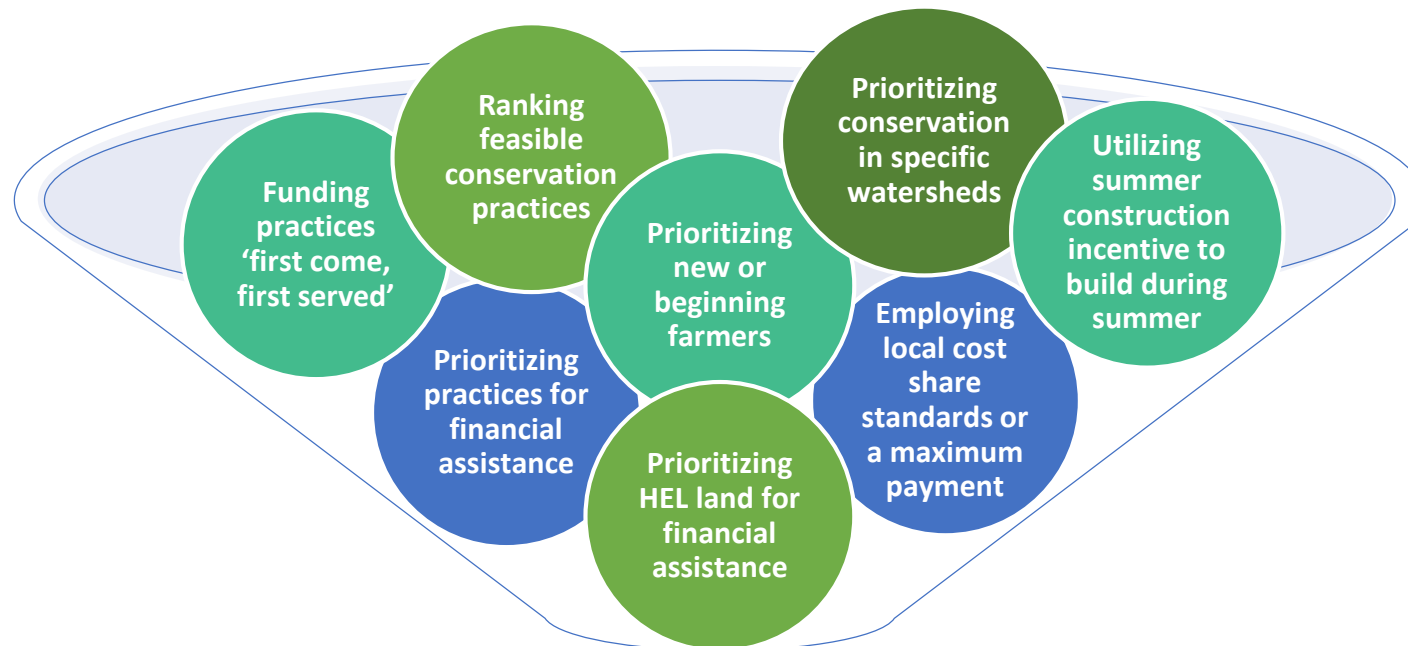 Funding
practices
‘first come,
first served’
Ranking
feasible
conservation
practices
Prioritizing
new or
beginning
farmers
Prioritizing
conservation
in specific
watersheds
Utilizing
summer
construction
incentive to
build during
summer
Prioritizing
practices for
financial
assistance
Prioritizing
HEL land for
financial
assistance
Employing
local cost
share
standards or
a maximum
payment